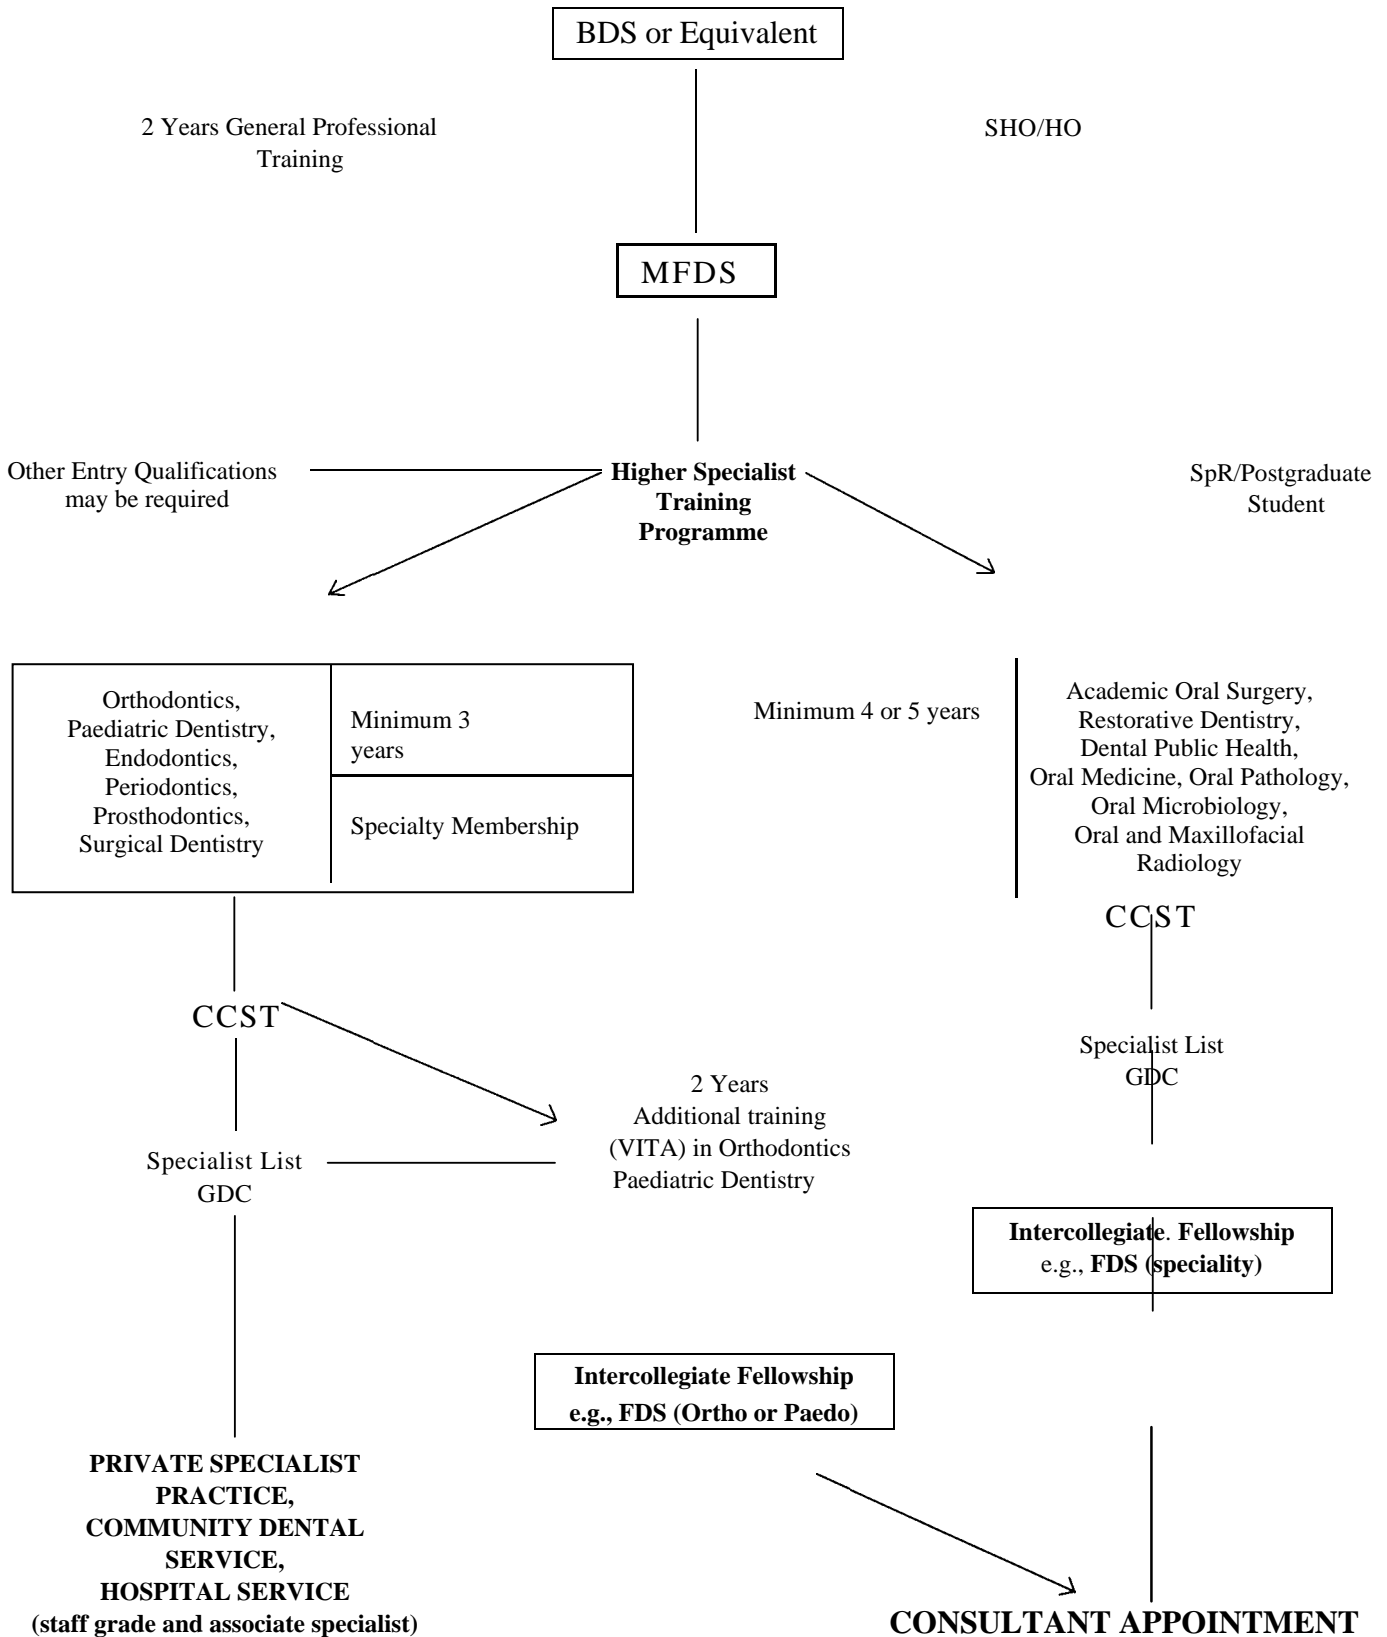 BDS or Equivalent
2 Years General Professional
Training
SHO/HO
MFDS
Other Entry Qualifications
may be required
Higher Specialist
Training
Programme
SpR/Postgraduate
Student
Orthodontics,
Paediatric Dentistry,
Endodontics,
Periodontics,
Prosthodontics,
Surgical Dentistry
Minimum 3
years
Specialty Membership
Minimum 4 or 5 years
Academic Oral Surgery,
Restorative Dentistry,
Dental Public Health,
Oral Medicine, Oral Pathology,
Oral Microbiology,
Oral and Maxillofacial
Radiology
CCST
CCST
Specialist List
GDC
2 Years
Additional training
(VITA) in Orthodontics
Paediatric Dentistry
Specialist List
GDC
Intercollegiate. Fellowship
e.g., FDS (speciality)
Intercollegiate Fellowship
e.g., FDS (Ortho or Paedo)
PRIVATE SPECIALIST
PRACTICE,
COMMUNITY DENTAL
SERVICE,
HOSPITAL SERVICE
(staff grade and associate specialist)
CONSULTANT APPOINTMENT